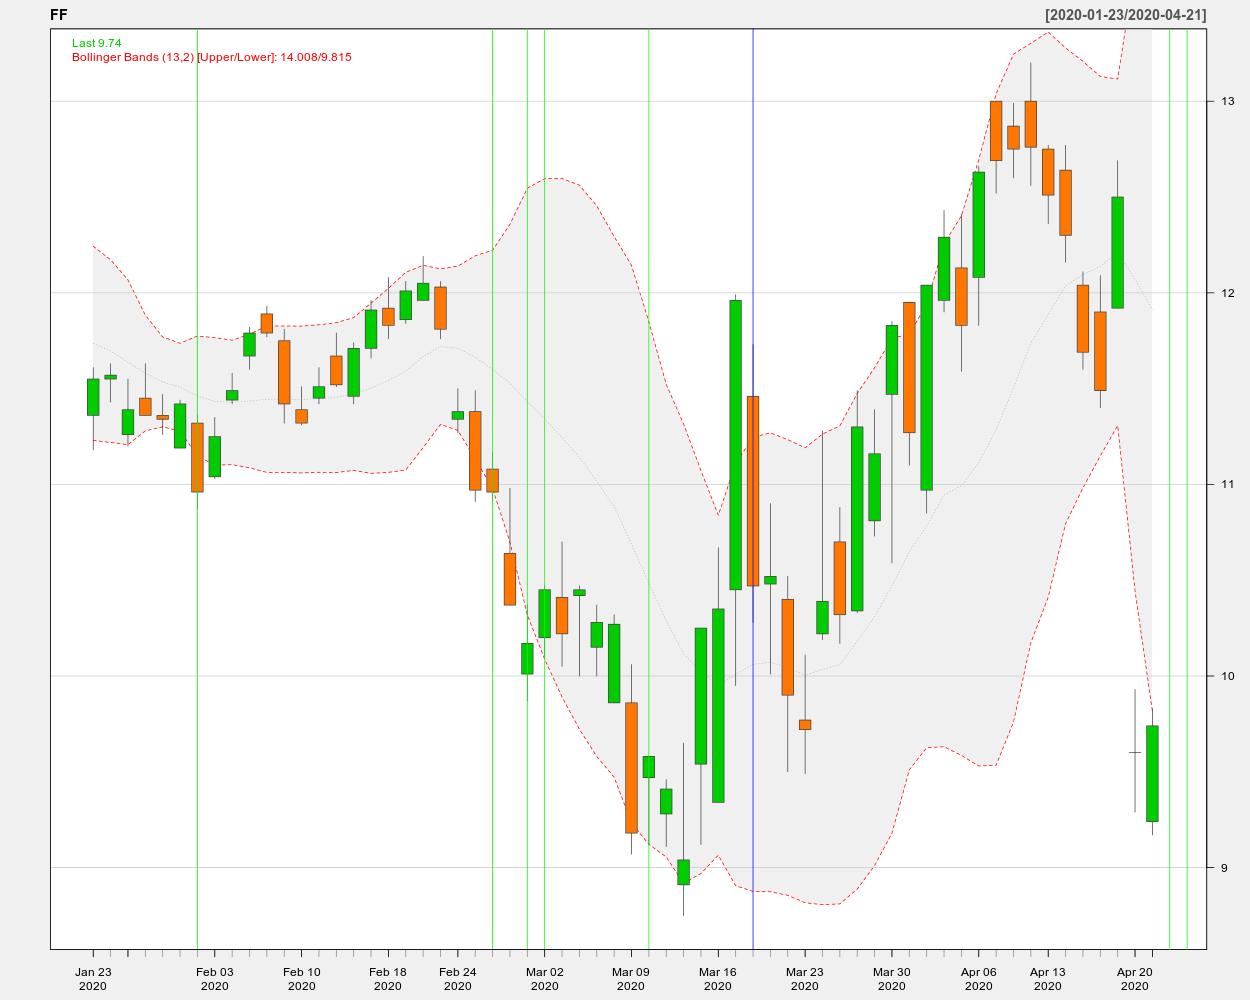 FF
[2020-01-23/2020-04-21]
Last 9.74
Bollinger Bands (13,2) [Upper/Lower]: 14.008/9.815
13
12
11
10
9
Jan 23 Feb 03 Feb 10 Feb 18 Feb 24 Mar 02 Mar 09 Mar 16 Mar 23 Mar 30 Apr 06 Apr 13 Apr 20
2020 2020 2020 2020 2020 2020 2020 2020 2020 2020 2020 2020 2020